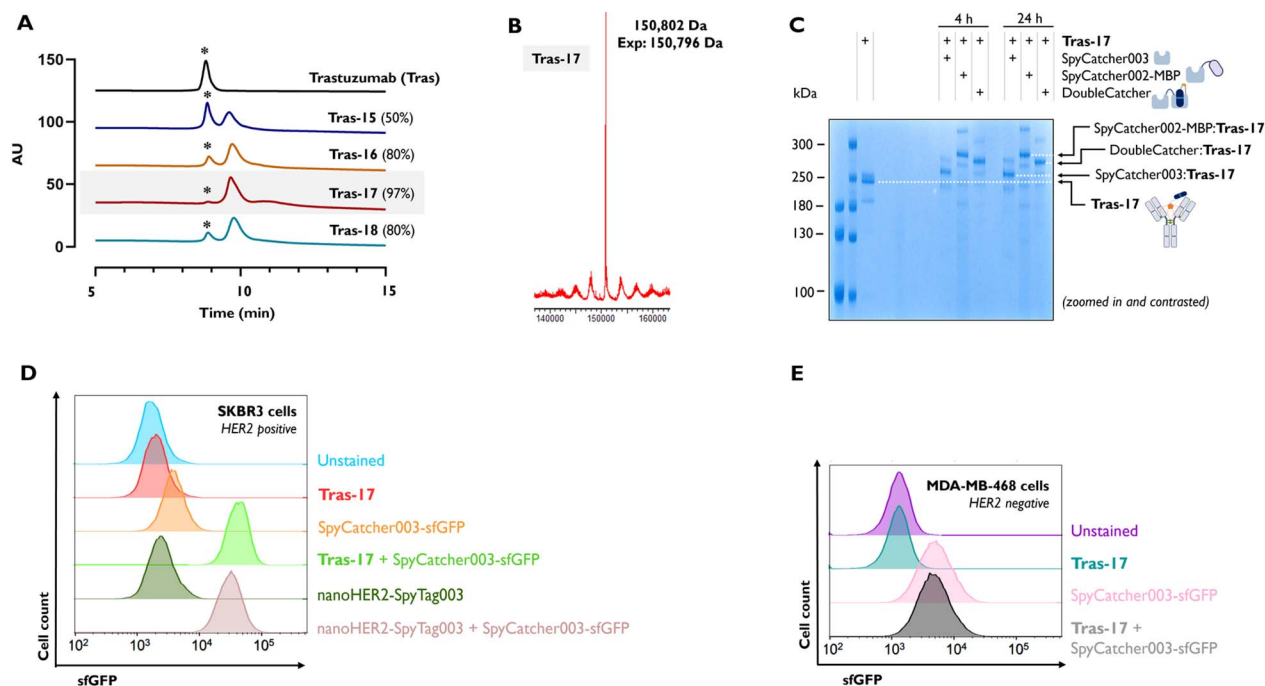 A
150
100
50
0
AU
*
Trastuzumab (Tras)
*
Tras-15 (50%)
*
Tras-16 (80%)
*
Tras-17 (97%)
*
Tras-18 (80%)
5
10
15
Time (min)
B
150,802 Da
Exp: 150,796 Da
Tras-17
140000
150000
160000
C
4 h
24 h
+ + + + + + + Tras-17
+ + SpyCatcher003
+ + SpyCatcher002-MBP
+ + DoubleCatcher
kDa
300
250
180
130
100
SpyCatcher002-MBP:Tras-17
DoubleCatcher:Tras-17
SpyCatcher003:Tras-17
Tras-17
(zoomed in and contrasted)
D
SKBR3 cells
HER2 positive
Unstained
Tras-17
SpyCatcher003-sfGFP
Tras-17 + SpyCatcher003-sfGFP
nanoHER2-SpyTag003
nanoHER2-SpyTag003 + SpyCatcher003-sfGFP
Cell count
10² 10³ 10⁴ 10⁵
sfGFP
E
MDA-MB-468 cells
HER2 negative
Unstained
Tras-17
SpyCatcher003-sfGFP
Tras-17 +
SpyCatcher003-sfGFP
Cell count
10² 10³ 10⁴ 10⁵
sfGFP